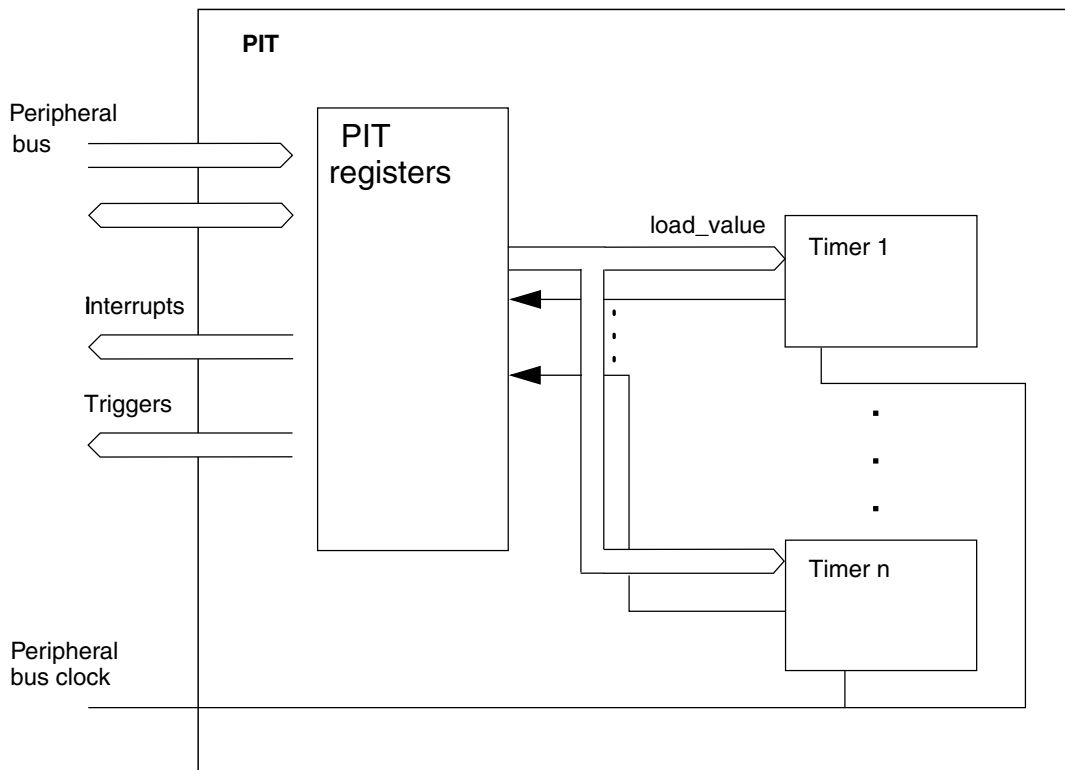 PIT
Peripheral
bus
PIT
registers
load_value
Timer 1
Interrupts
Triggers
Timer n
Peripheral
bus clock